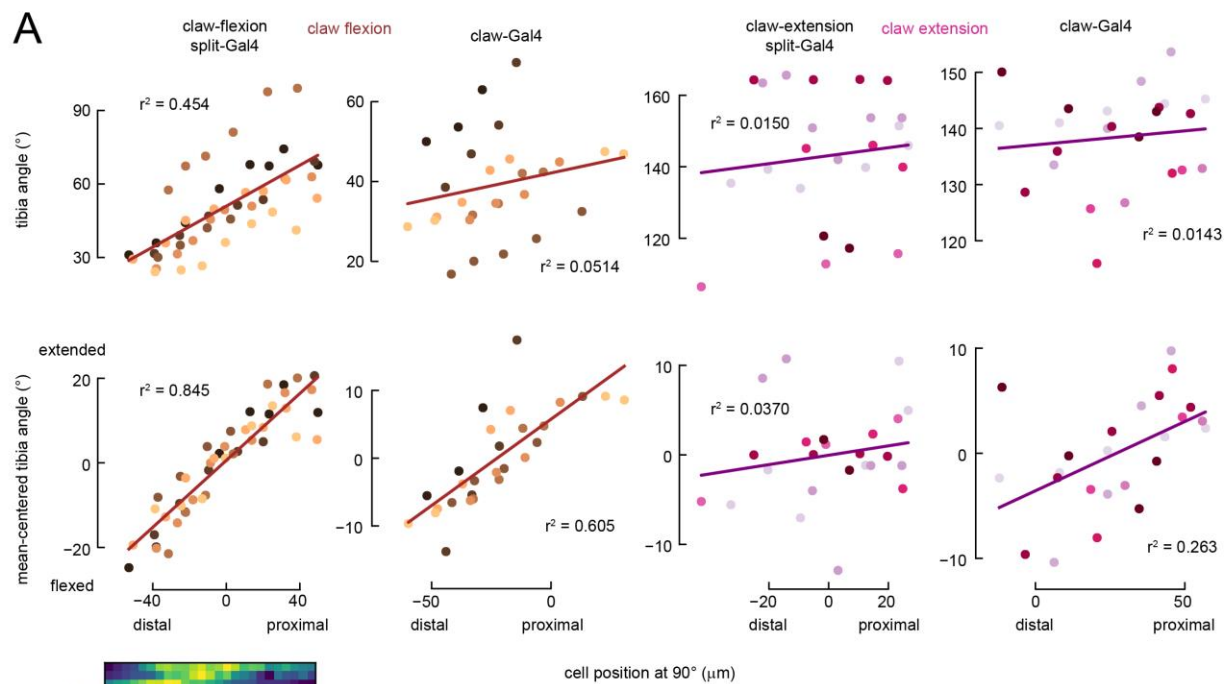 A
claw-flexion
split-Gal4
claw flexion
claw-Gal4
claw-extension
split-Gal4
claw extension
claw-Gal4
tibia angle (°)
90
60
30
r² = 0.454
60
40
20
r² = 0.0514
160
140
120
r² = 0.0150
150
140
130
120
r² = 0.0143
mean-centered tibia angle (°)
extended
20
0
−20
flexed
r² = 0.845
−40 0 40
distal proximal
10
0
−10
r² = 0.605
−50 0
distal proximal
10
0
−10
r² = 0.0370
−20 0 20
distal proximal
10
0
−10
r² = 0.263
0 50
distal proximal
cell position at 90° (μm)